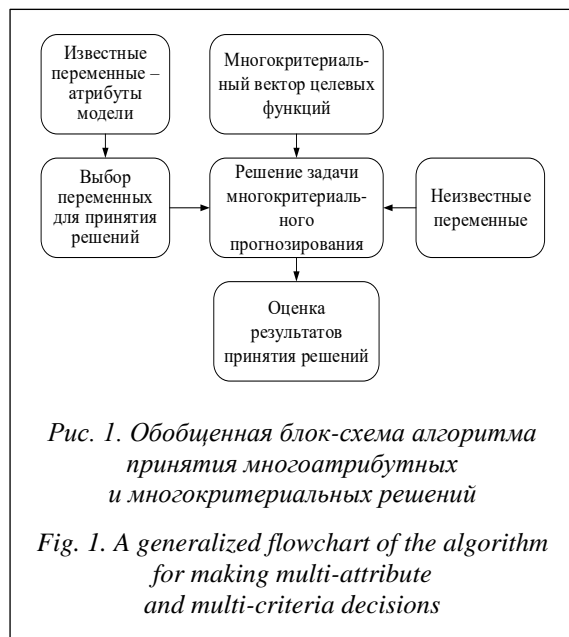 Известные
переменные –
атрибуты
модели
Многокритериаль-
ный вектор целевых
функций
Выбор
переменных
для принятия
решений
Решение задачи
многокритериаль-
ного
прогнозирования
Неизвестные
переменные
Оценка
результатов
принятия решений
Рис. 1. Обобщенная блок-схема алгоритма
принятия многоатрибутных
и многокритериальных решений
Fig. 1. A generalized flowchart of the algorithm
for making multi-attribute
and multi-criteria decisions